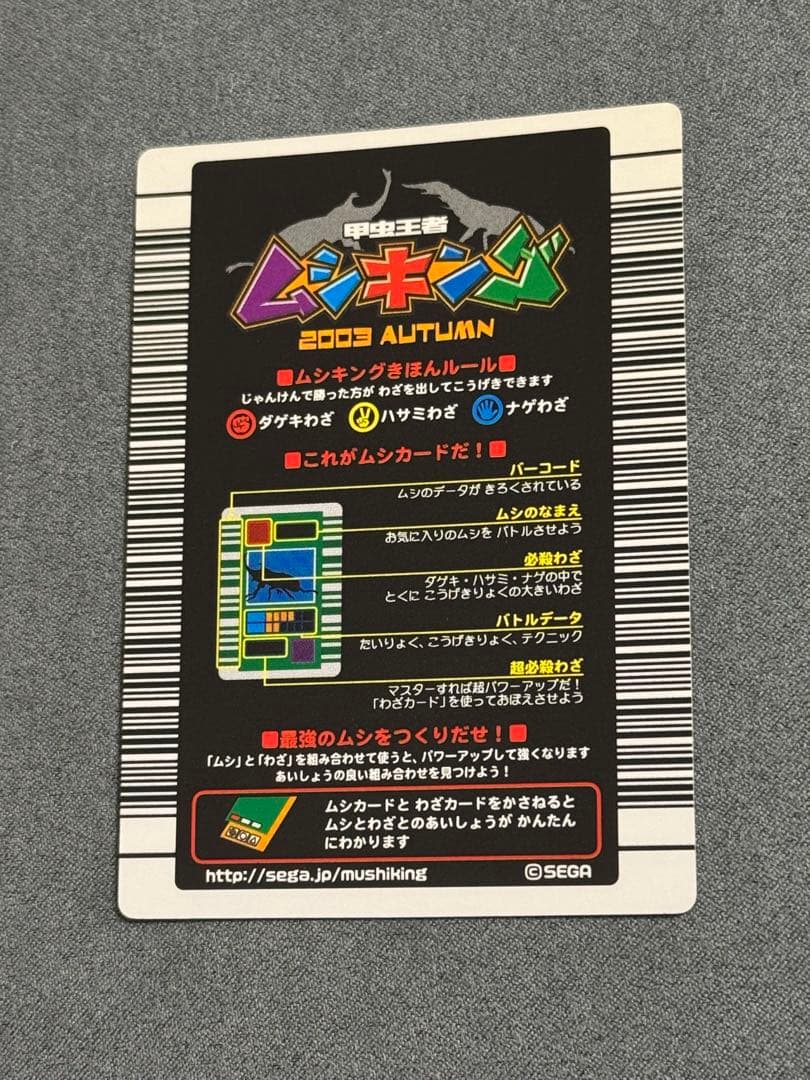 甲虫王者
ムシキング
2003 AUTUMN
■ムシキングきほんルール■
じゃんけんで勝った方が わざを出してこうげきできます
ダゲキわざ ハサミわざ ナゲわざ
■これがムシカードだ！■
バーコード
ムシのデータが きろくされている
ムシのなまえ
お気に入りのムシを バトルさせよう
必殺わざ
ダゲキ・ハサミ・ナゲの中で
とくに こうげきりょくの大きいわざ
バトルデータ
たいりょく、こうげきりょく、テクニック
超必殺わざ
マスターすれば超パワーアップだ！
「わざカード」を使っておぼえさせよう
■最強のムシをつくりだせ！■
「ムシ」と「わざ」を組み合わせて使うと、パワーアップして強くなります
あいしょうの良い組み合わせを見つけよう！
ムシカードと わざカードをかさねると
ムシとわざとのあいしょうが かんたん
にわかります
http://sega.jp/mushiking
©SEGA